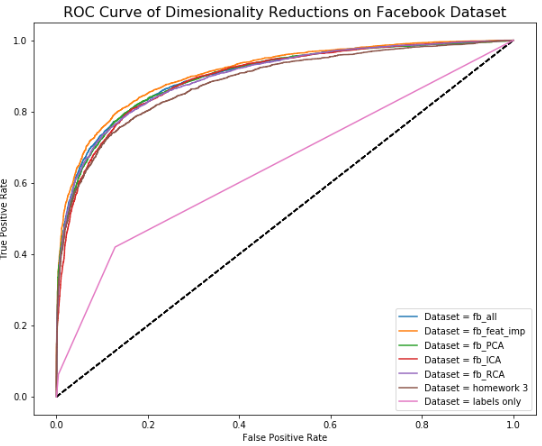 ROC Curve of Dimesionality Reductions on Facebook Dataset
1.0
0.8
0.6
0.4
0.2
0.0
True Positive Rate
0.0 0.2 0.4 0.6 0.8 1.0
False Positive Rate
Dataset = fb_all
Dataset = fb_feat_imp
Dataset = fb_PCA
Dataset = fb_ICA
Dataset = fb_RCA
Dataset = homework 3
Dataset = labels only